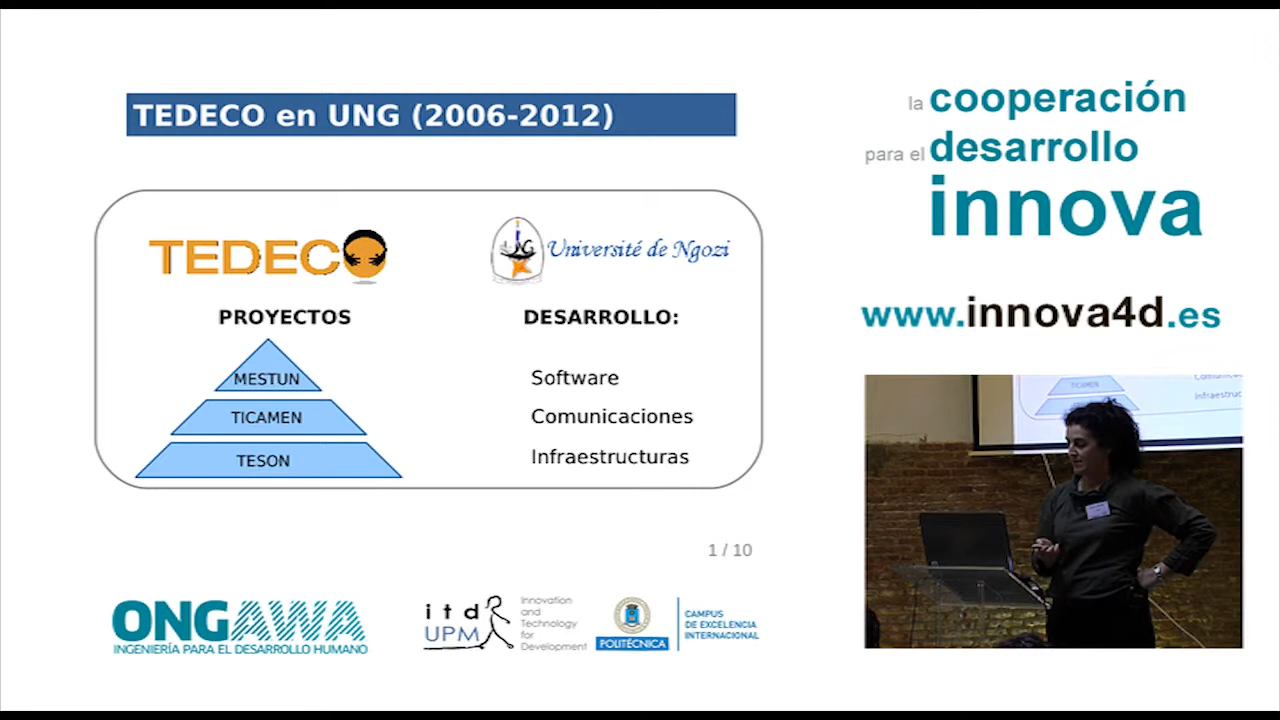 TEDECO en UNG (2006-2012)
TEDECO
UNG
Université de Ngozi
PROYECTOS
DESARROLLO:
MESTUN
Software
TICAMEN
Comunicaciones
TESON
Infraestructuras
1 / 10
ONGAWA
INGENIERÍA PARA EL DESARROLLO HUMANO
itd
UPM
Innovation
and
Technology
for
Development
POLITÉCNICA
CAMPUS
DE EXCELENCIA
INTERNACIONAL
la cooperación
para el desarrollo
innova
www.innova4d.es
TICAMEN